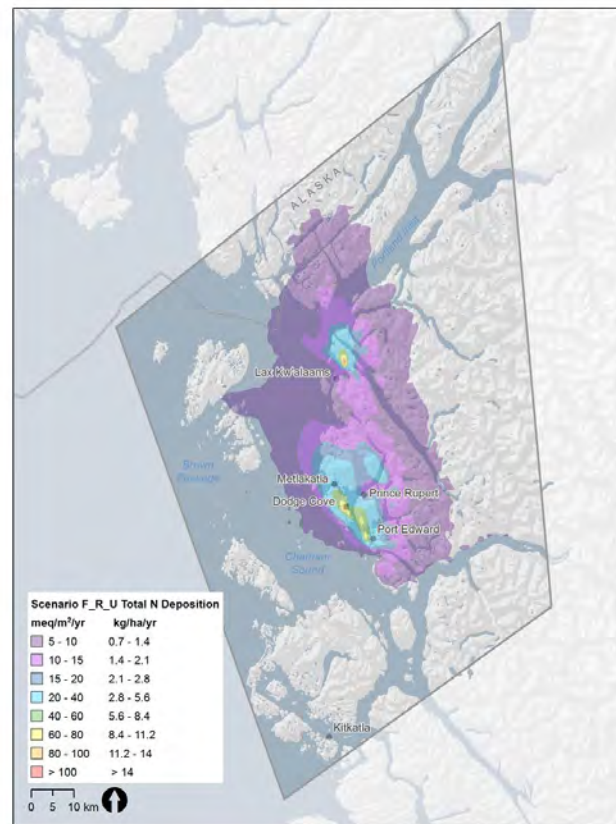 ALASKA
Portland Inlet
Lax Kw'alaams
Brown
Passage
Metlakatla
Prince Rupert
Dodge Cove
Port Edward
Chatham
Sound
Scenario F_R_U Total N Deposition
meq/m²/yr kg/ha/yr
5 - 10 0.7 - 1.4
10 - 15 1.4 - 2.1
15 - 20 2.1 - 2.8
20 - 40 2.8 - 5.6
40 - 60 5.6 - 8.4
60 - 80 8.4 - 11.2
80 - 100 11.2 - 14
> 100 > 14
Kitkatla
0 5 10 km